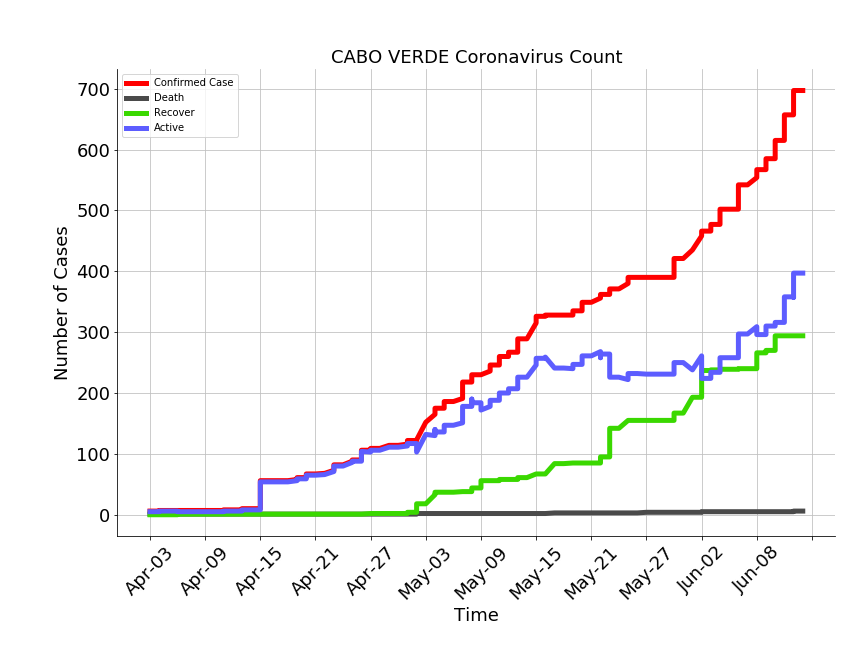 CABO VERDE Coronavirus Count
Confirmed Case
Death
Recover
Active
Number of Cases
700
600
500
400
300
200
100
0
Apr-03
Apr-09
Apr-15
Apr-21
Apr-27
May-03
May-09
May-15
May-21
May-27
Jun-02
Jun-08
Time